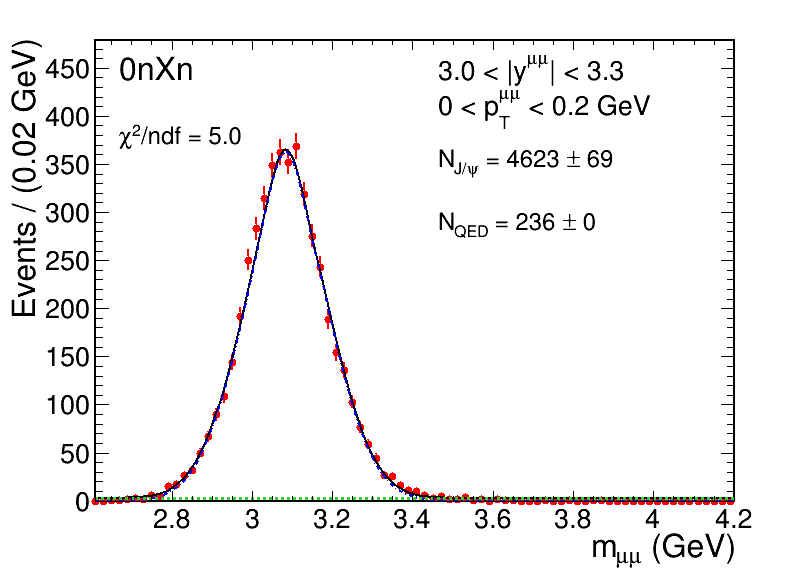 0nXn
3.0 < |y^μμ| < 3.3
0 < p_T^μμ < 0.2 GeV
χ²/ndf = 5.0
N_J/ψ = 4623 ± 69
N_QED = 236 ± 0
Events / (0.02 GeV)
450
400
350
300
250
200
150
100
50
0
2.8 3 3.2 3.4 3.6 3.8 4 4.2
m_μμ (GeV)